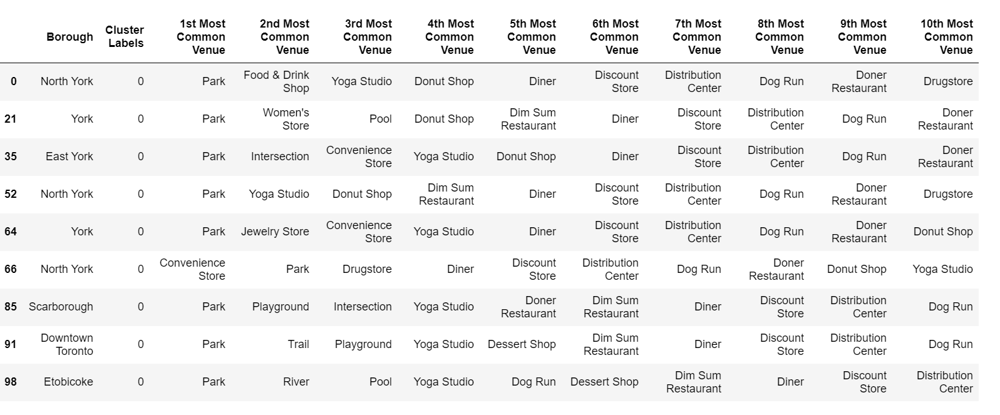 Borough Cluster Labels 1st Most Common Venue 2nd Most Common Venue 3rd Most Common Venue 4th Most Common Venue 5th Most Common Venue 6th Most Common Venue 7th Most Common Venue 8th Most Common Venue 9th Most Common Venue 10th Most Common Venue
0 North York 0 Park Food & Drink Shop Yoga Studio Donut Shop Diner Discount Store Distribution Center Dog Run Doner Restaurant Drugstore
21 York 0 Park Women's Store Pool Donut Shop Dim Sum Restaurant Diner Discount Store Distribution Center Dog Run Doner Restaurant
35 East York 0 Park Intersection Convenience Store Yoga Studio Donut Shop Diner Discount Store Distribution Center Dog Run Doner Restaurant
52 North York 0 Park Yoga Studio Donut Shop Dim Sum Restaurant Diner Discount Store Distribution Center Dog Run Doner Restaurant Drugstore
64 York 0 Park Jewelry Store Convenience Store Yoga Studio Diner Discount Store Distribution Center Dog Run Doner Restaurant Donut Shop
66 North York 0 Convenience Store Park Drugstore Diner Discount Store Distribution Center Dog Run Doner Restaurant Donut Shop Yoga Studio
85 Scarborough 0 Park Playground Intersection Yoga Studio Doner Restaurant Dim Sum Restaurant Diner Discount Store Distribution Center Dog Run
91 Downtown Toronto 0 Park Trail Playground Yoga Studio Dessert Shop Dim Sum Restaurant Diner Discount Store Distribution Center Dog Run
98 Etobicoke 0 Park River Pool Yoga Studio Dog Run Dessert Shop Dim Sum Restaurant Diner Discount Store Distribution Center